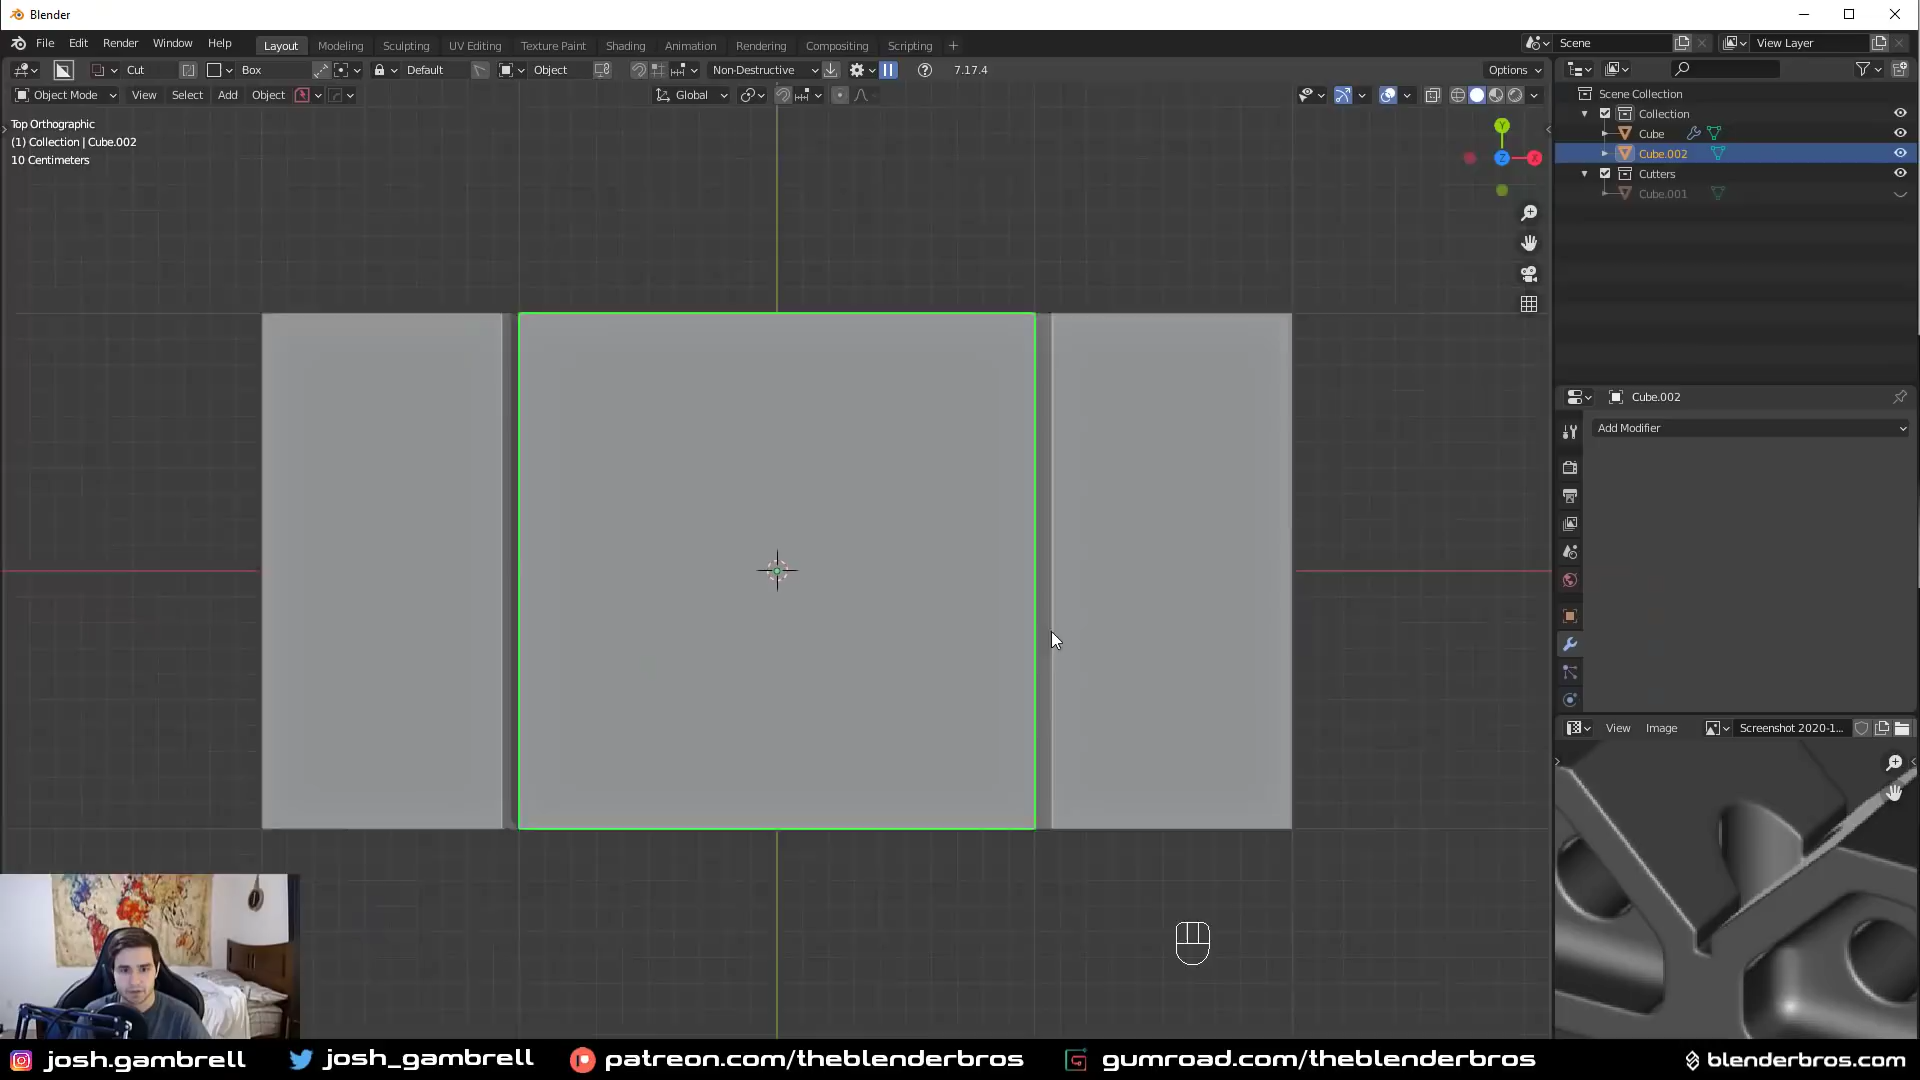 Blender
File Edit Render Window Help
Layout Modeling Sculpting UV Editing Texture Paint Shading Animation Rendering Compositing Scripting +
Scene
View Layer
Cut Box Default Object Non-Destructive 7.17.4 Options
Object Mode View Select Add Object Global
Top Orthographic
(1) Collection | Cube.002
10 Centimeters
Y
Z
X
Scene Collection
Collection
Cube
Cube.002
Cutters
Cube.001
Cube.002
Add Modifier
View Image Screenshot 2020-1...
josh.gambrell josh_gambrell patreon.com/theblenderbros gumroad.com/theblenderbros blenderbros.com